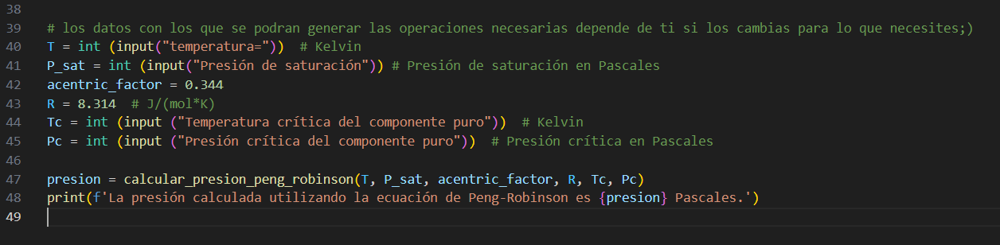 38
39 # los datos con los que se podran generar las operaciones necesarias depende de ti si los cambias para lo que necesites;)
40 T = int (input("temperatura=")) # Kelvin
41 P_sat = int (input("Presión de saturación")) # Presión de saturación en Pascales
42 acentric_factor = 0.344
43 R = 8.314 # J/(mol*K)
44 Tc = int (input ("Temperatura crítica del componente puro")) # Kelvin
45 Pc = int (input ("Presión crítica del componente puro")) # Presión crítica en Pascales
46
47 presion = calcular_presion_peng_robinson(T, P_sat, acentric_factor, R, Tc, Pc)
48 print(f'La presión calculada utilizando la ecuación de Peng-Robinson es {presion} Pascales.')
49